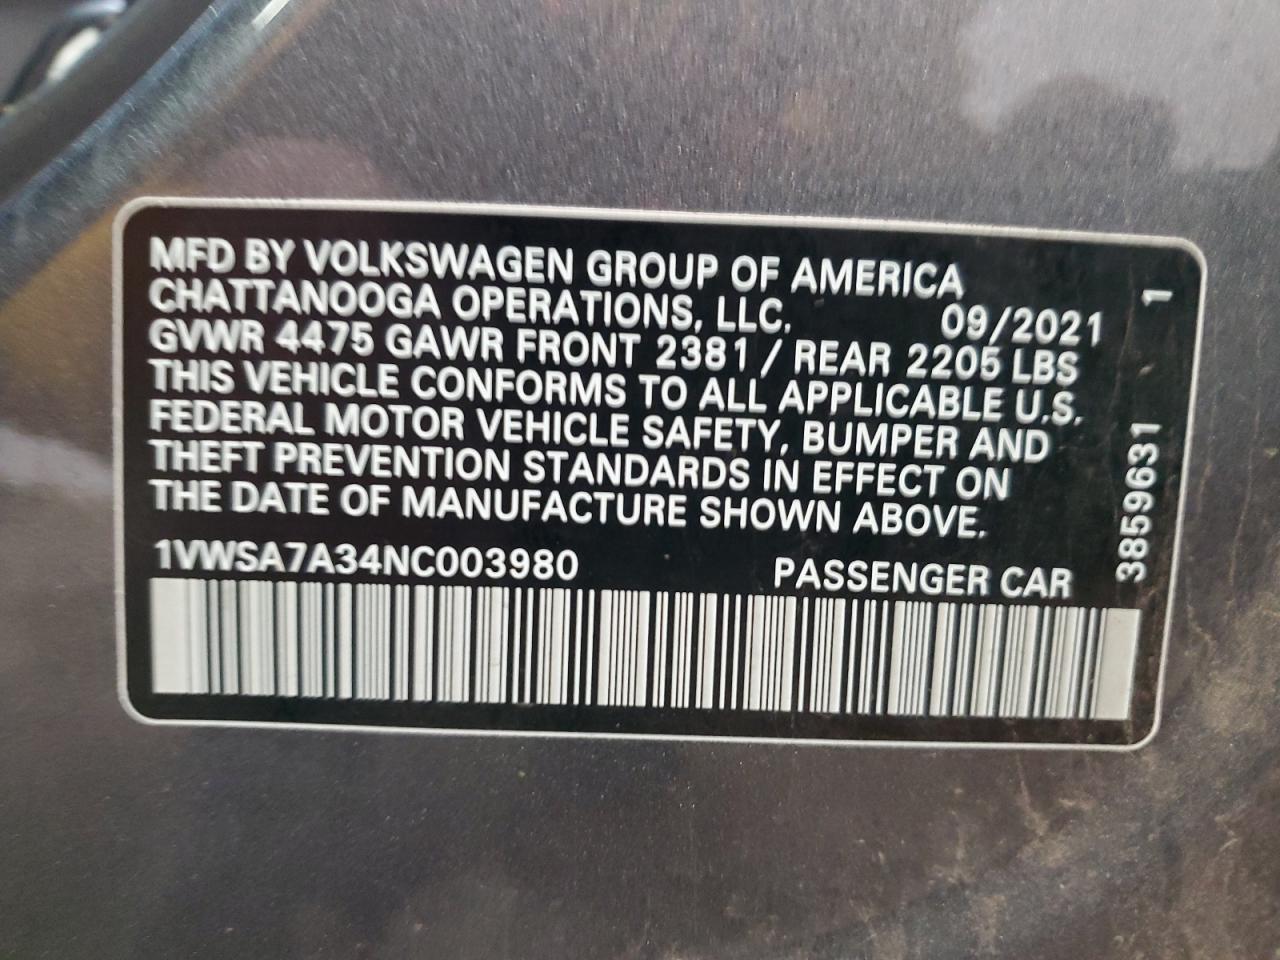 MFD BY VOLKSWAGEN GROUP OF AMERICA
CHATTANOOGA OPERATIONS, LLC. 09/2021
GVWR 4475 GAWR FRONT 2381 / REAR 2205 LBS
THIS VEHICLE CONFORMS TO ALL APPLICABLE U.S.
FEDERAL MOTOR VEHICLE SAFETY, BUMPER AND
THEFT PREVENTION STANDARDS IN EFFECT ON
THE DATE OF MANUFACTURE SHOWN ABOVE.
1VWSA7A34NC003980 PASSENGER CAR
3859631 1